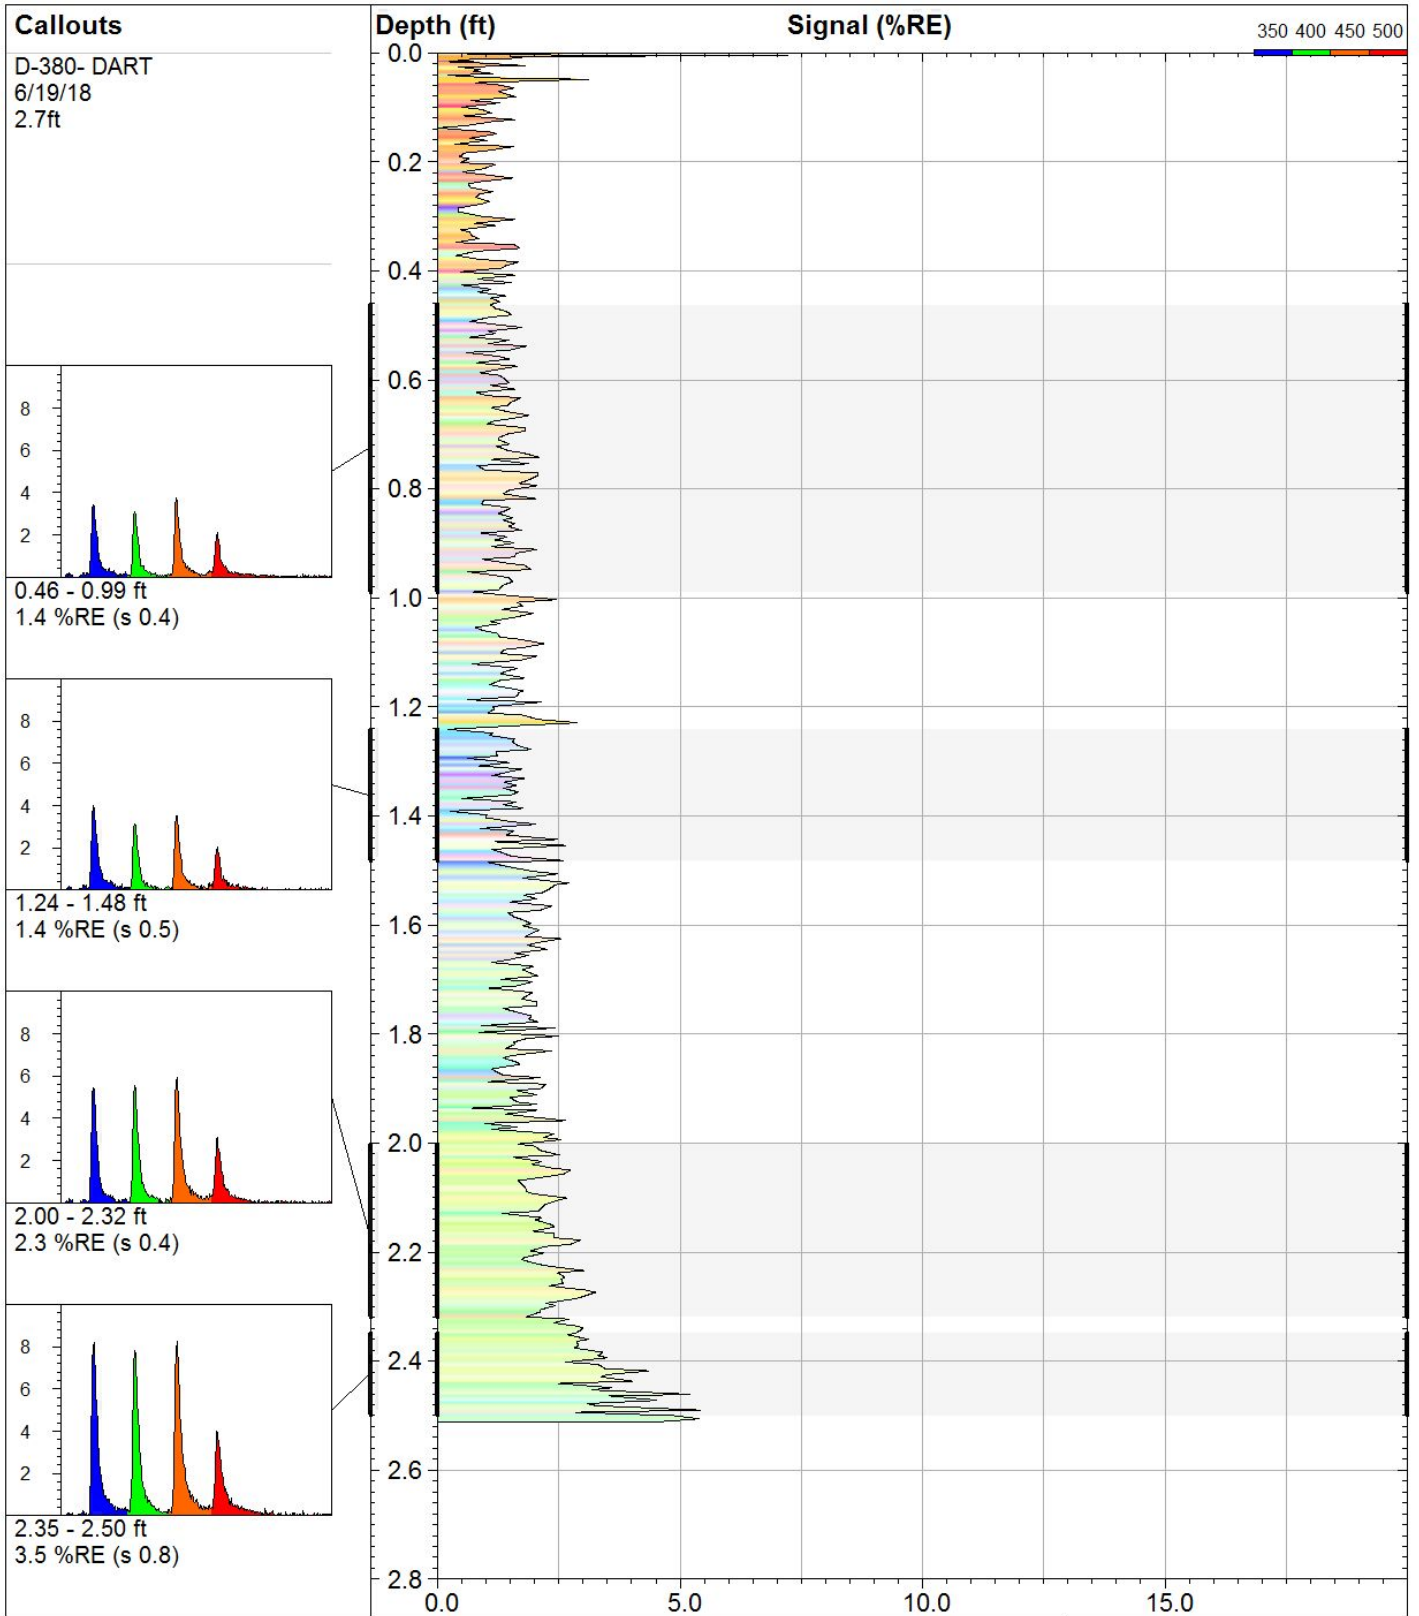 Callouts
D-380- DART
6/19/18
2.7ft
8
6
4
2
0.46 - 0.99 ft
1.4 %RE (s 0.4)
8
6
4
2
1.24 - 1.48 ft
1.4 %RE (s 0.5)
8
6
4
2
2.00 - 2.32 ft
2.3 %RE (s 0.4)
8
6
4
2
2.35 - 2.50 ft
3.5 %RE (s 0.8)
Depth (ft)
Signal (%RE)
350 400 450 500
0.0
0.2
0.4
0.6
0.8
1.0
1.2
1.4
1.6
1.8
2.0
2.2
2.4
2.6
2.8
0.0 5.0 10.0 15.0